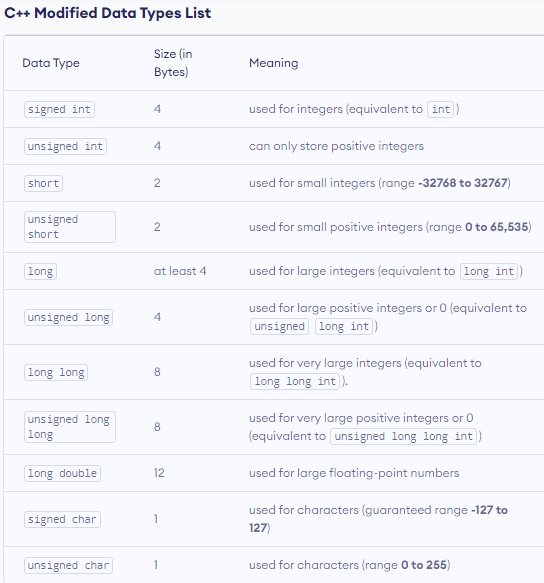 C++ Modified Data Types List
Data Type Size (in Bytes) Meaning
signed int 4 used for integers (equivalent to int )
unsigned int 4 can only store positive integers
short 2 used for small integers (range -32768 to 32767)
unsigned short 2 used for small positive integers (range 0 to 65,535)
long at least 4 used for large integers (equivalent to long int )
unsigned long 4 used for large positive integers or 0 (equivalent to
unsigned long int )
long long 8 used for very large integers (equivalent to
long long int ).
unsigned long long 8 used for very large positive integers or 0
(equivalent to unsigned long long int )
long double 12 used for large floating-point numbers
signed char 1 used for characters (guaranteed range -127 to
127)
unsigned char 1 used for characters (range 0 to 255)